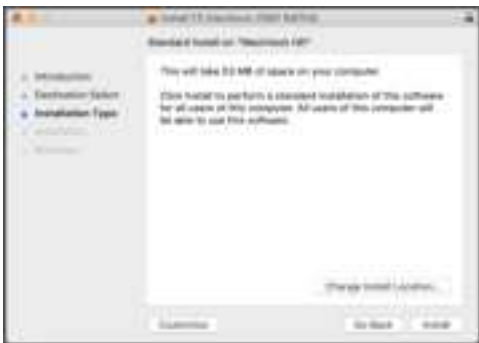 Standard Install on "Macintosh HD"
Introduction
Destination Select
Installation Type
Installation
Summary
This will take 53 MB of space on your computer.
Click Install to perform a standard installation of this software
for all users of this computer. All users of this computer will
be able to use this software.
Change Install Location...
Customize
Go Back
Install